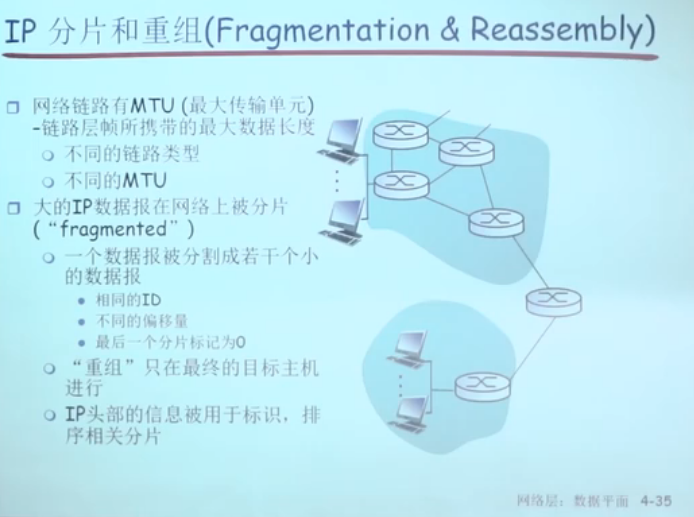 IP 分片和重组(Fragmentation & Reassembly)
网络链路有MTU (最大传输单元)
-链路层帧所携带的最大数据长度
不同的链路类型
不同的MTU
大的IP数据报在网络上被分片
(“fragmented”)
一个数据报被分割成若干个小
的数据报
相同的ID
不同的偏移量
最后一个分片标记为0
“重组”只在最终的目标主机
进行
IP头部的信息被用于标识，排
序相关分片
网络层：数据平面 4-35